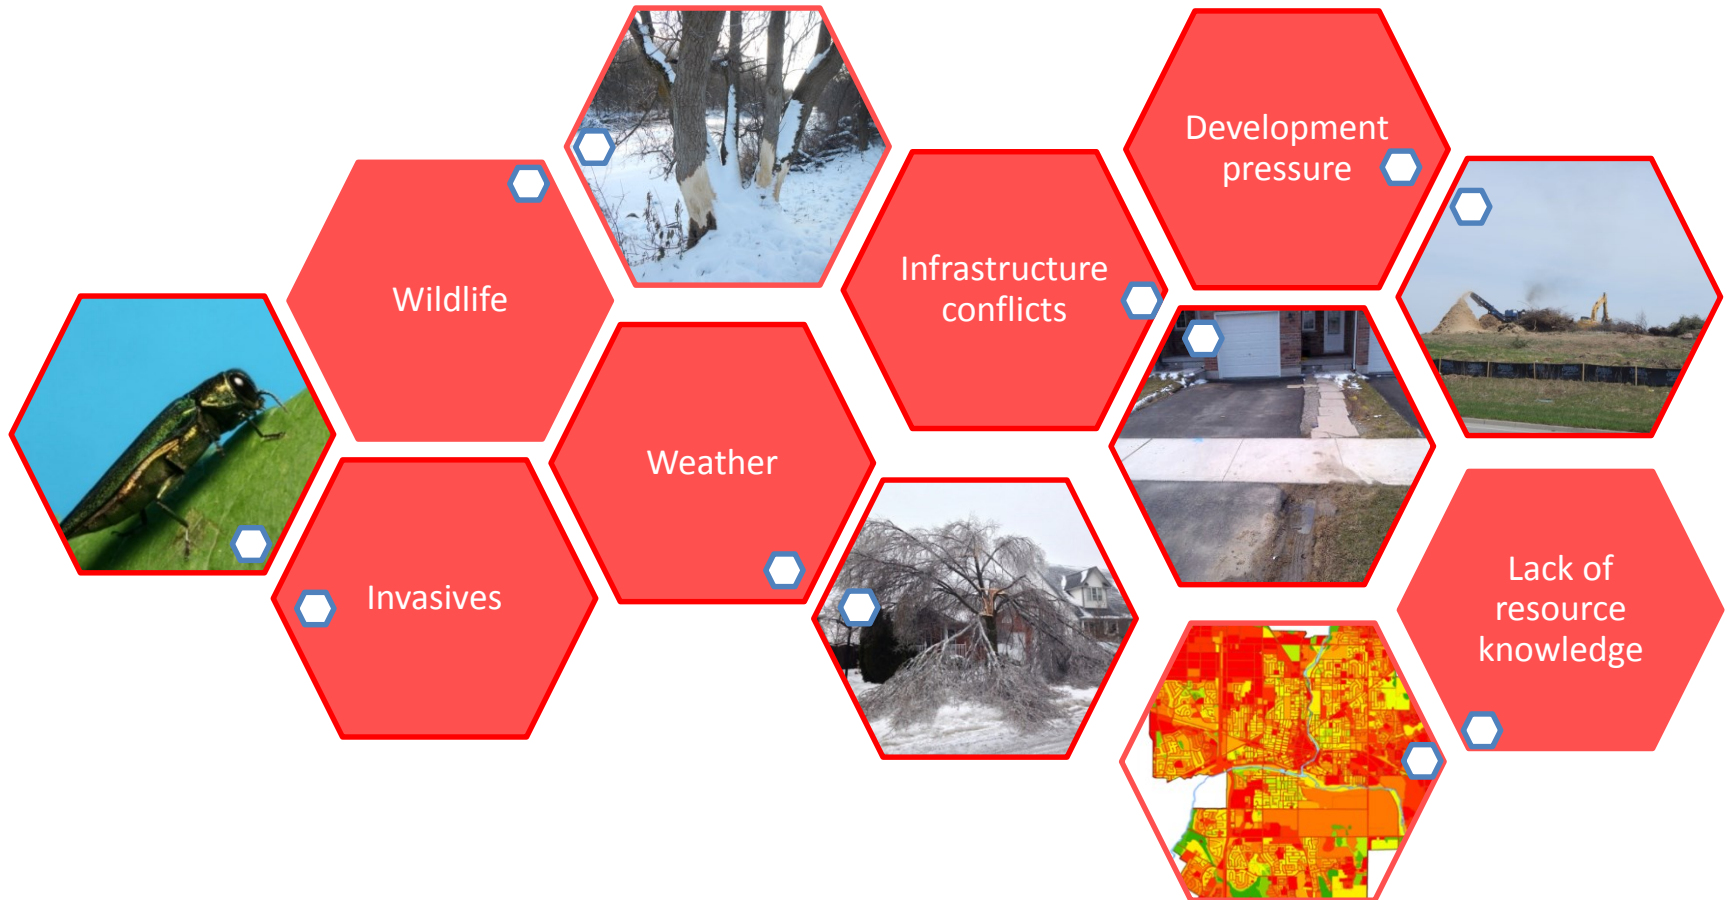 Wildlife
Invasives
Weather
Infrastructure
conflicts
Development
pressure
Lack of
resource
knowledge